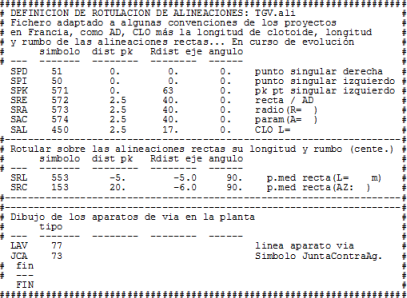 ################################################################################
# DEFINICION DE ROTULACION DE ALINEACIONES: TGV.ali #
# Fichero adaptado a algunas convenciones de los proyectos #
# en Francia, como AD, CLO más la longitud de clotoide, longitud #
# y rumbo de las alineaciones rectas... En curso de evolución #
# simbolo dist pk Rdist eje angulo #
# --- ------- ------- -------- ------ #
SPD 51 0. 0. 0. punto singular derecha #
SPI 50 0. 0. 0. punto singular izquierdo #
SPK 571 0. 63 0. pk pt singular izquierdo #
SRE 572 2.5 40. 0. recta / AD #
SRA 573 2.5 40. 0. radio(R= ) #
SAC 574 2.5 40. 0. param(A= ) #
SAL 450 2.5 17. 0. CLO L= #
#------------------------------------------------------------------------------#
# Rotular sobre las alineaciones rectas su longitud y rumbo (cente.) #
# simbolo dist pk Rdist eje angulo #
# --- ------- ------- -------- ------ #
SRL 553 -5. -5.0 90. p.med recta(L= m) #
SRC 153 20. -6.0 90. p.med recta(AZ: ) #
#------------------------------------------------------------------------------#
#------------------------------------------------------------------------------#
# Dibujo de los aparatos de via en la planta #
# tipo #
# --- ------- ------- -------- ------ #
LAV 77 linea aparato via #
JCA 73 Simbolo JuntaContraAg. #
# fin #
# --- #
FIN #
################################################################################